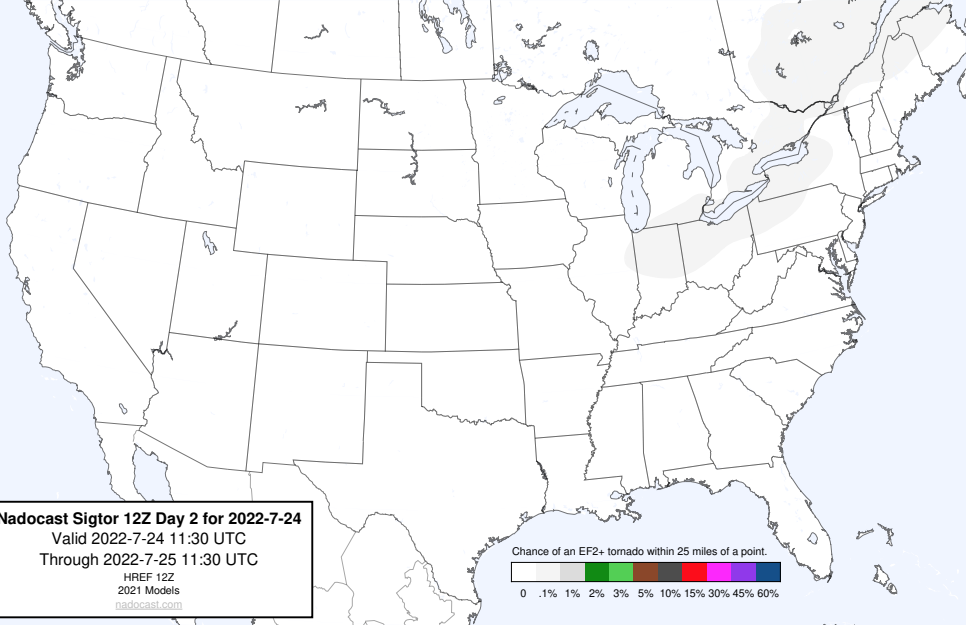 Nadocast Sigtor 12Z Day 2 for 2022-7-24
Valid 2022-7-24 11:30 UTC
Through 2022-7-25 11:30 UTC
HREF 12Z
2021 Models
nadocast.com
Chance of an EF2+ tornado within 25 miles of a point.
0 .1% 1% 2% 3% 5% 10% 15% 30% 45% 60%